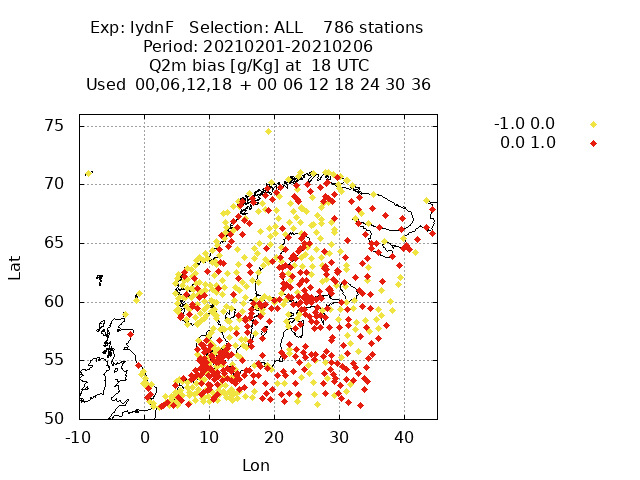 Exp: IydnF   Selection: ALL    786 stations
Period: 20210201-20210206
Q2m bias [g/Kg] at  18 UTC
Used  00,06,12,18  + 00 06 12 18 24 30 36
-1.0 0.0
0.0 1.0
75
70
65
60
55
50
Lat
-10 0 10 20 30 40
Lon